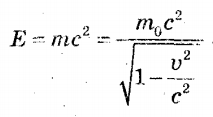 E = mc² = m₀c² / √(1 − v²/c²)